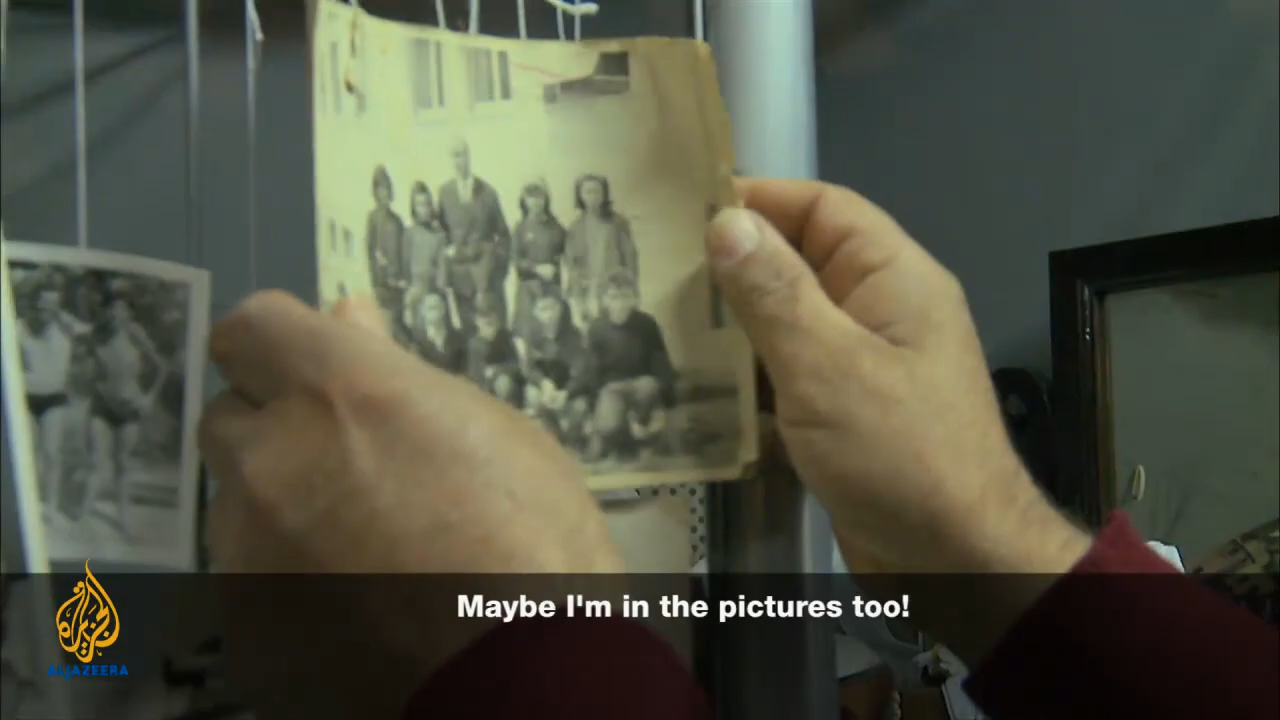 Maybe I'm in the pictures too!
الجزيرة
ALJAZEERA